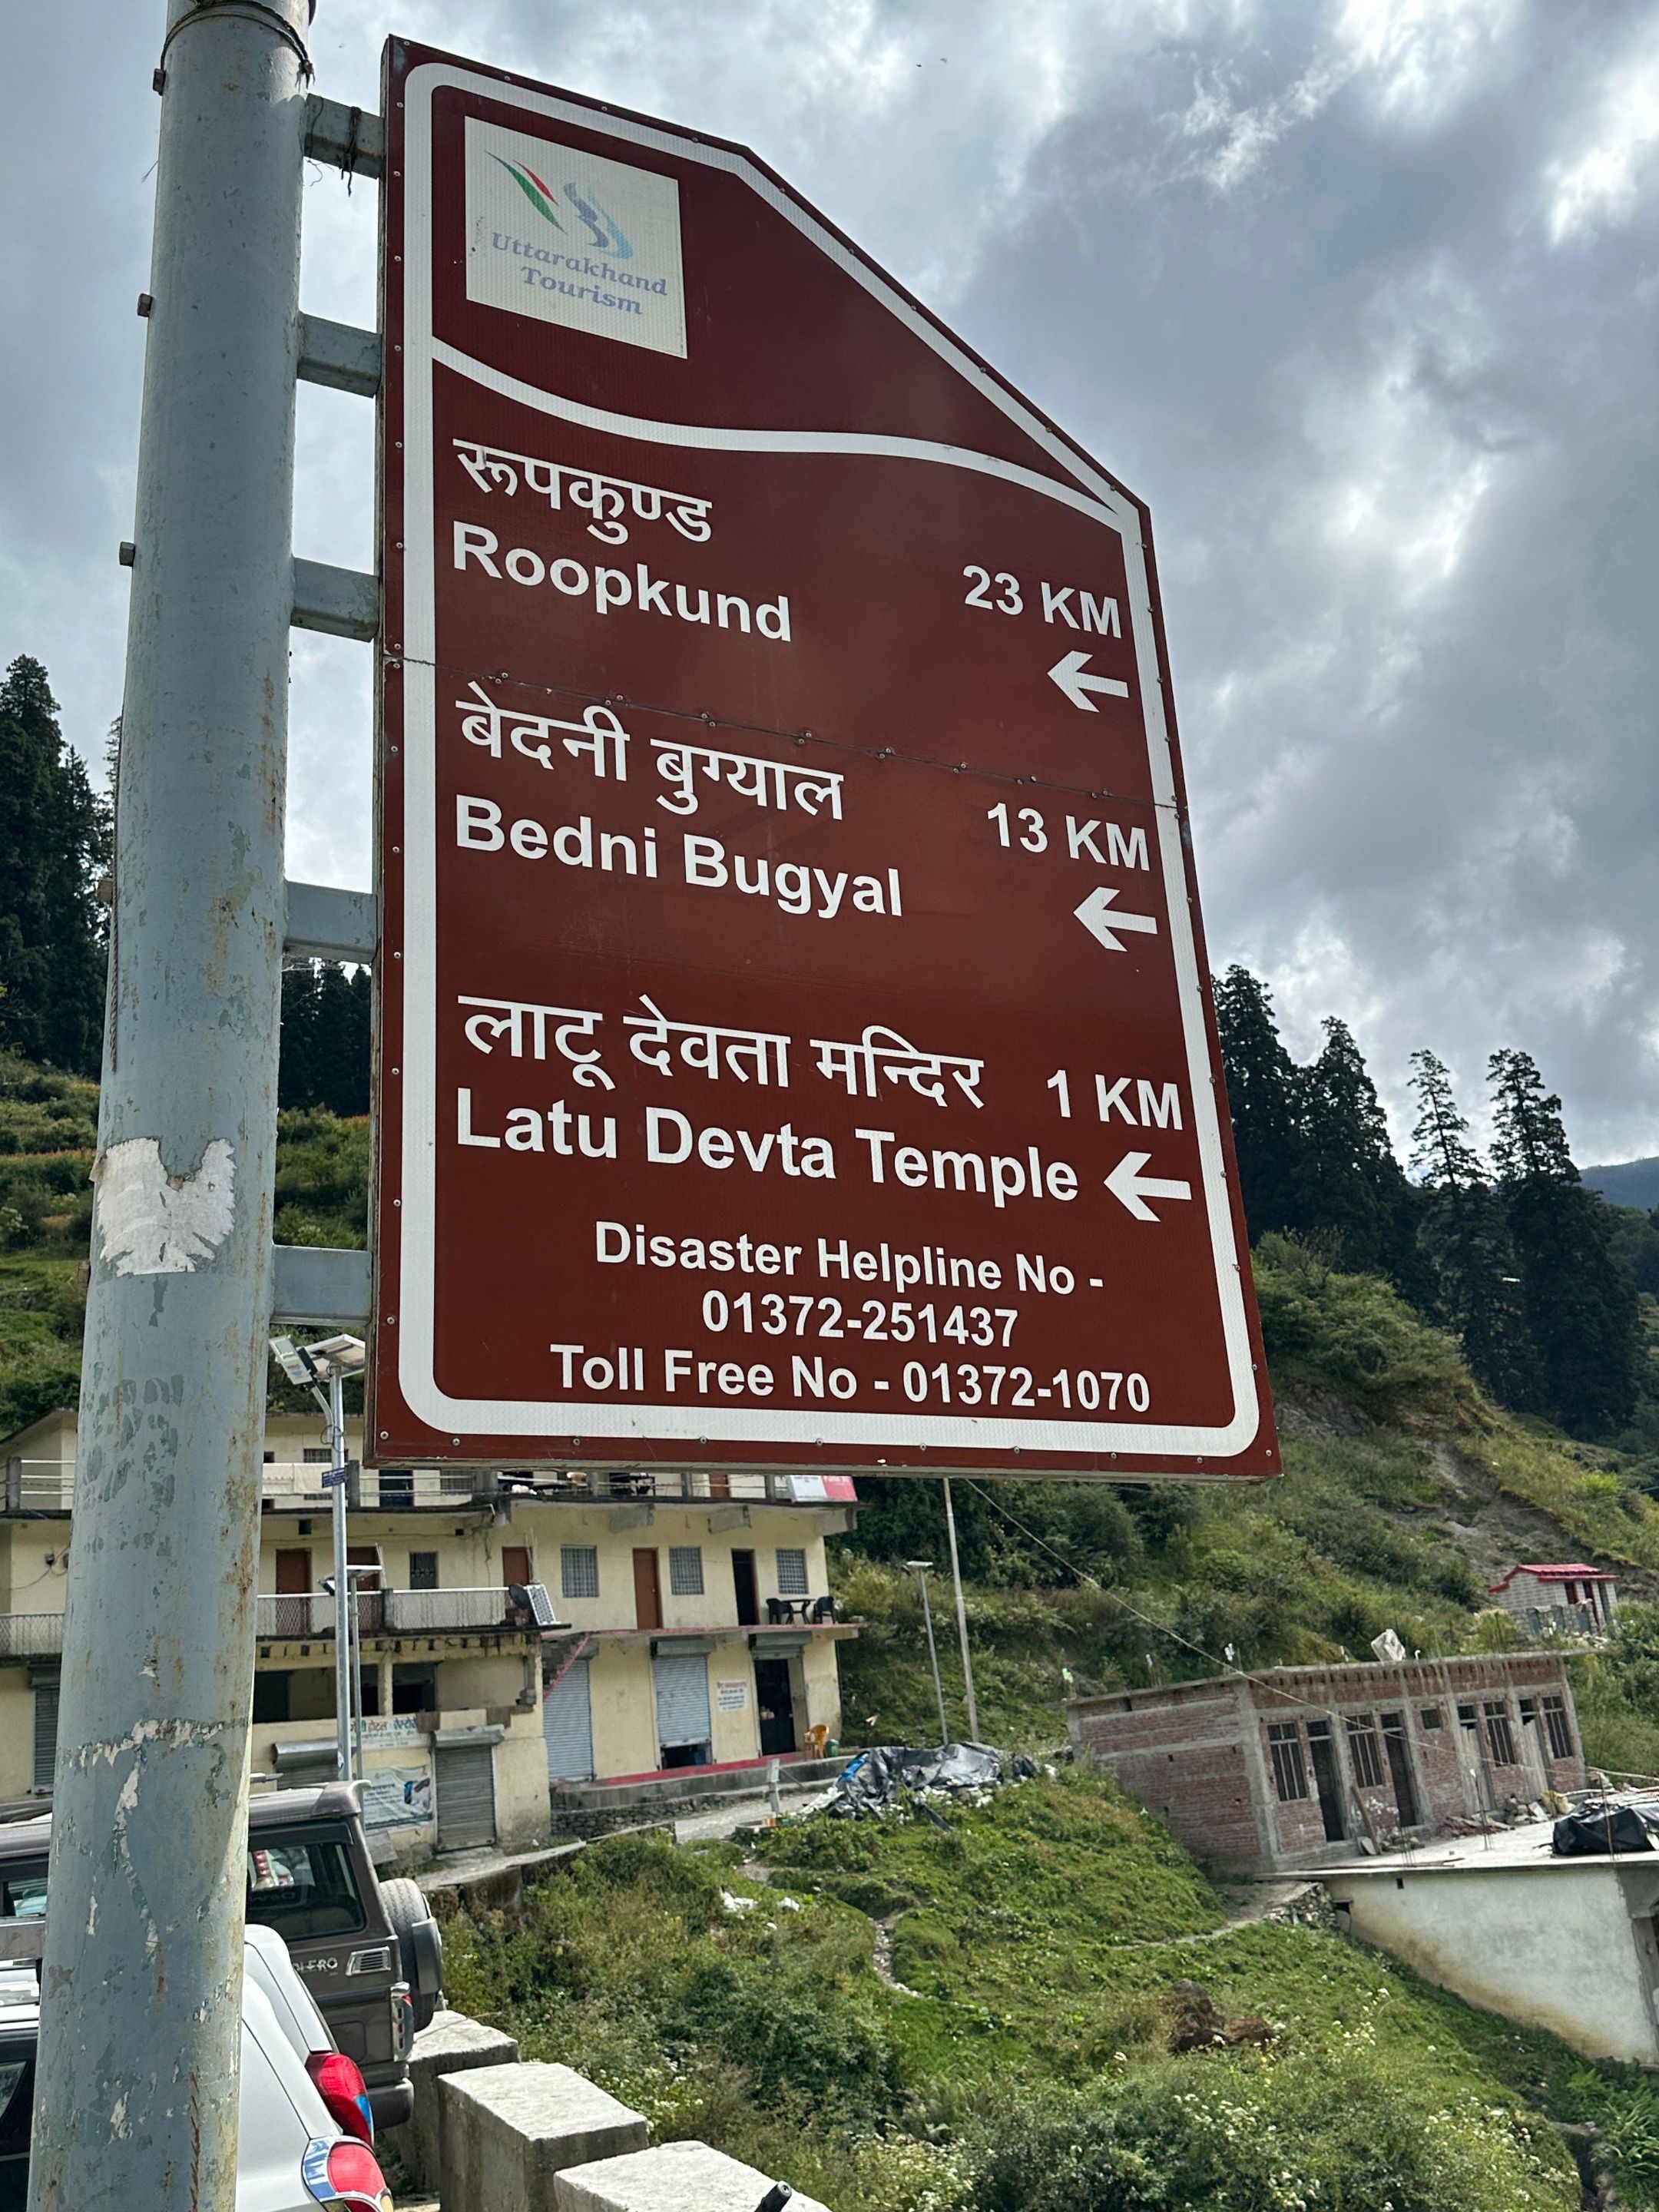 Uttarakhand
Tourism
रूपकुण्ड
Roopkund
23 KM
बेदनी बुग्याल
Bedni Bugyal
13 KM
लाटू देवता मन्दिर
1 KM
Latu Devta Temple
Disaster Helpline No -
01372-251437
Toll Free No - 01372-1070